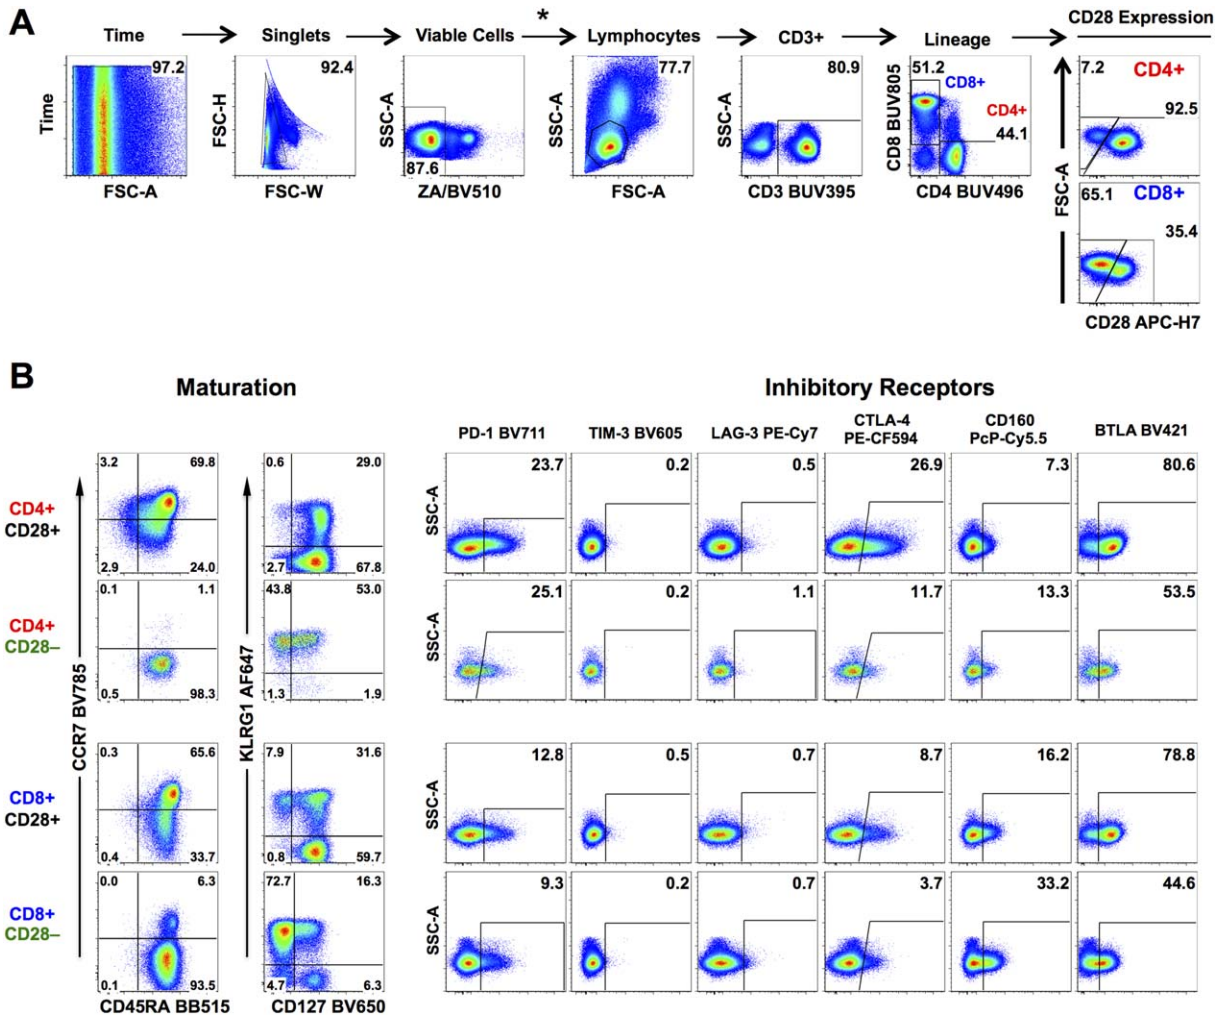 A
Time
Singlets
Viable Cells
*
Lymphocytes
CD3+
Lineage
CD28 Expression
97.2
Time
FSC-A
92.4
FSC-H
FSC-W
87.6
SSC-A
ZA/BV510
77.7
SSC-A
FSC-A
80.9
SSC-A
CD3 BUV395
51.2
CD8+
CD4+
44.1
CD8 BUV805
CD4 BUV496
7.2
CD4+
92.5
65.1
CD8+
35.4
FSC-A
CD28 APC-H7
B
Maturation
Inhibitory Receptors
PD-1 BV711
TIM-3 BV605
LAG-3 PE-Cy7
CTLA-4
PE-CF594
CD160
PcP-Cy5.5
BTLA BV421
CD4+
CD28+
3.2 69.8
2.9 24.0
0.6 29.0
2.7 67.8
SSC-A
23.7
0.2
0.5
26.9
7.3
80.6
CD4+
CD28–
0.1 1.1
0.5 98.3
43.8 53.0
1.3 1.9
SSC-A
25.1
0.2
1.1
11.7
13.3
53.5
CCR7 BV785
KLRG1 AF647
CD8+
CD28+
0.3 65.6
0.4 33.7
7.9 31.6
0.8 59.7
SSC-A
12.8
0.5
0.7
8.7
16.2
78.8
CD8+
CD28–
0.0 6.3
0.1 93.5
72.7 16.3
4.7 6.3
SSC-A
9.3
0.2
0.7
3.7
33.2
44.6
CD45RA BB515
CD127 BV650